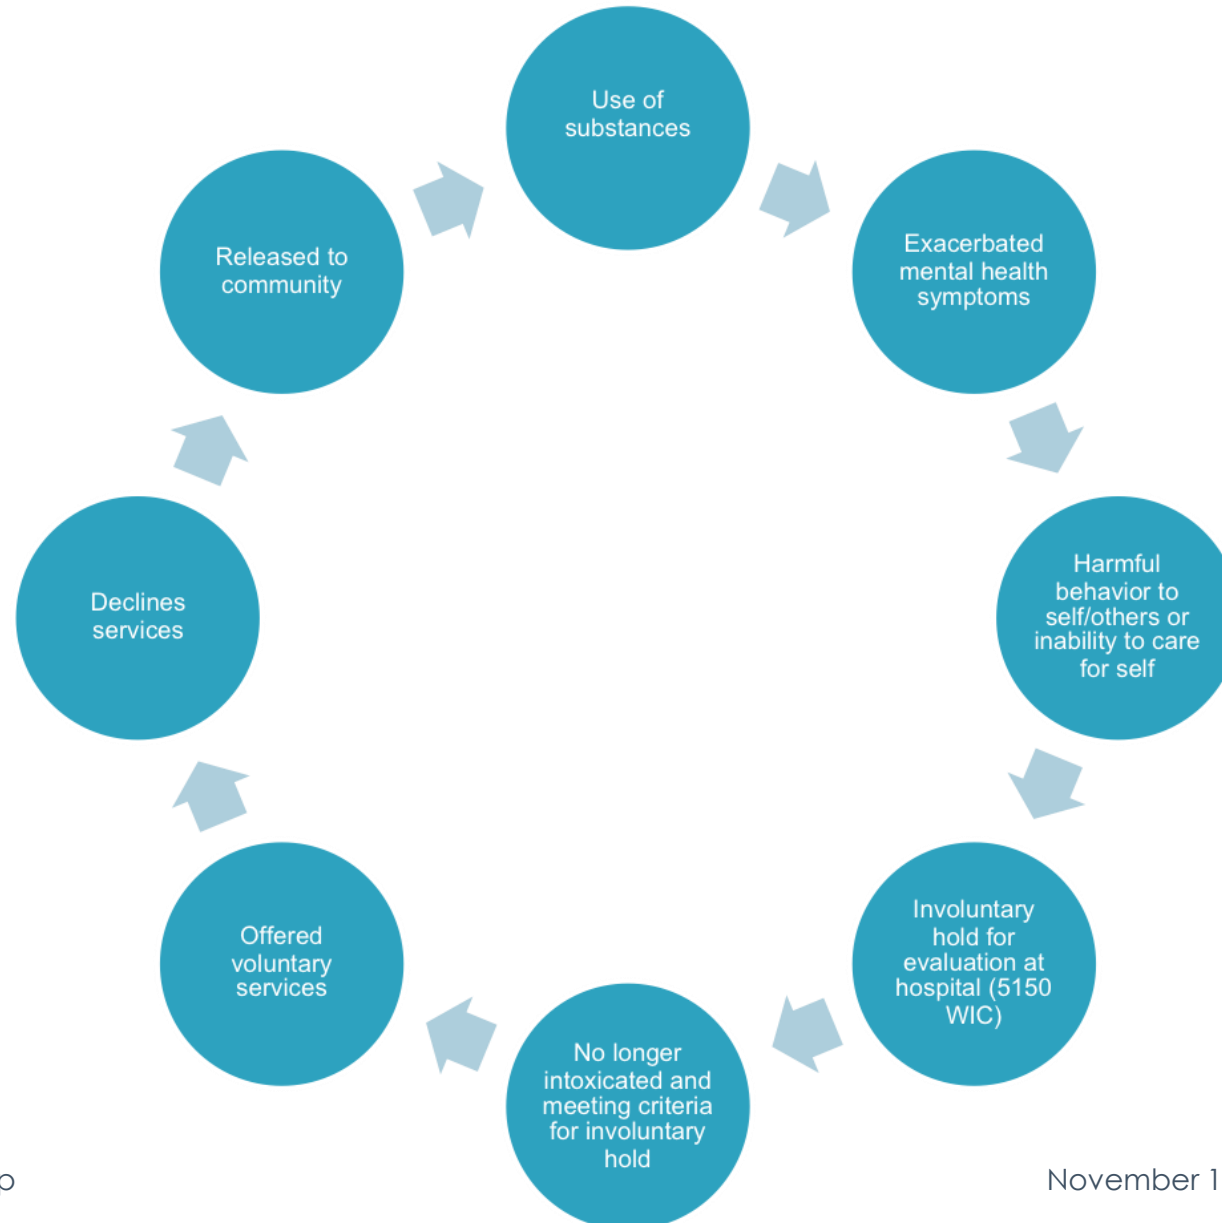 Use of
substances
Exacerbated
mental health
symptoms
Harmful
behavior to
self/others or
inability to care
for self
Involuntary
hold for
evaluation at
hospital (5150
WIC)
No longer
intoxicated and
meeting criteria
for involuntary
hold
Offered
voluntary
services
Declines
services
Released to
community
p
November 1